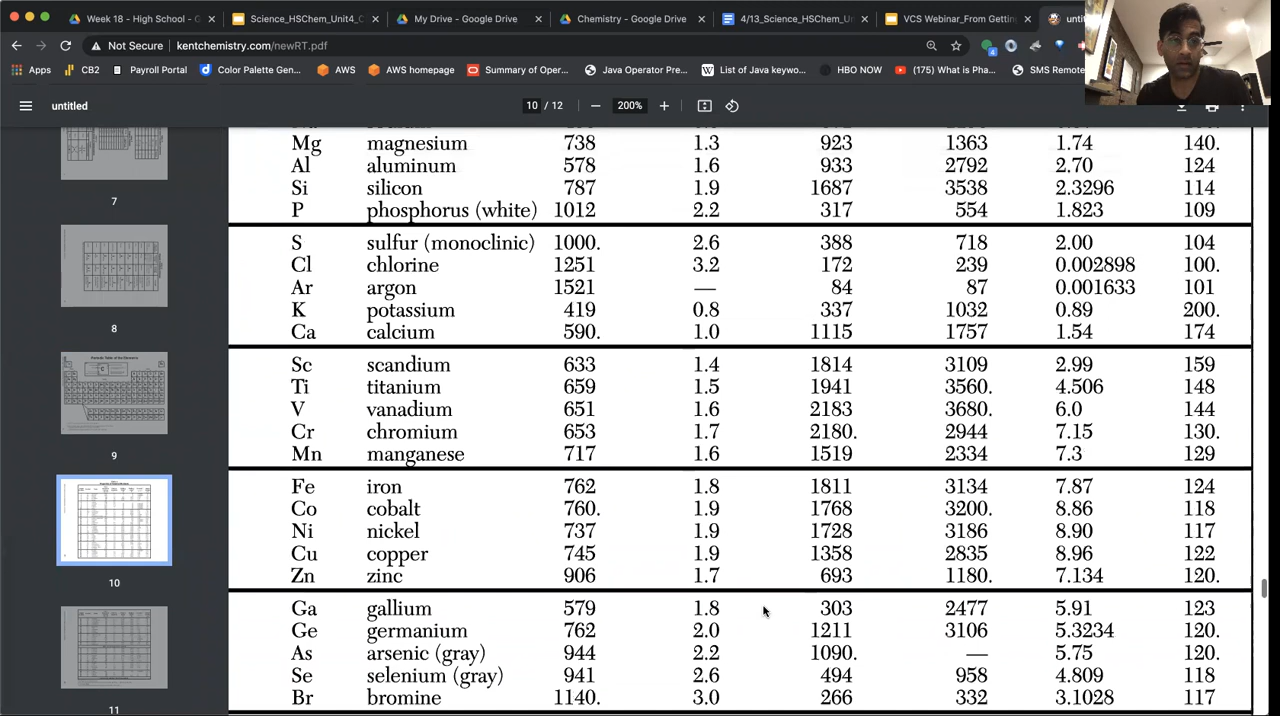 Week 18 - High School - G
Science_HSChem_Unit4_C
My Drive - Google Drive
Chemistry - Google Drive
4/13_Science_HSChem_Un
VCS Webinar_From Gettin
Not Secure
kentchemistry.com/newRT.pdf
Apps
CB2
Payroll Portal
Color Palette Gen...
AWS
AWS homepage
Summary of Oper...
Java Operator Pre...
List of Java keywo...
HBO NOW
(175) What is Pha...
SMS Remote
untitled
10 / 12
200%
7
8
9
10
11
Mg magnesium 738 1.3 923 1363 1.74 140.
Al aluminum 578 1.6 933 2792 2.70 124
Si silicon 787 1.9 1687 3538 2.3296 114
P phosphorus (white) 1012 2.2 317 554 1.823 109
S sulfur (monoclinic) 1000. 2.6 388 718 2.00 104
Cl chlorine 1251 3.2 172 239 0.002898 100.
Ar argon 1521 — 84 87 0.001633 101
K potassium 419 0.8 337 1032 0.89 200.
Ca calcium 590. 1.0 1115 1757 1.54 174
Sc scandium 633 1.4 1814 3109 2.99 159
Ti titanium 659 1.5 1941 3560. 4.506 148
V vanadium 651 1.6 2183 3680. 6.0 144
Cr chromium 653 1.7 2180. 2944 7.15 130.
Mn manganese 717 1.6 1519 2334 7.3 129
Fe iron 762 1.8 1811 3134 7.87 124
Co cobalt 760. 1.9 1768 3200. 8.86 118
Ni nickel 737 1.9 1728 3186 8.90 117
Cu copper 745 1.9 1358 2835 8.96 122
Zn zinc 906 1.7 693 1180. 7.134 120.
Ga gallium 579 1.8 303 2477 5.91 123
Ge germanium 762 2.0 1211 3106 5.3234 120.
As arsenic (gray) 944 2.2 1090. — 5.75 120.
Se selenium (gray) 941 2.6 494 958 4.809 118
Br bromine 1140. 3.0 266 332 3.1028 117